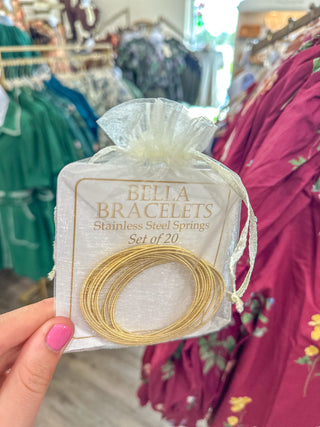 BELLA
BRACELETS
Stainless Steel Springs
Set of 20